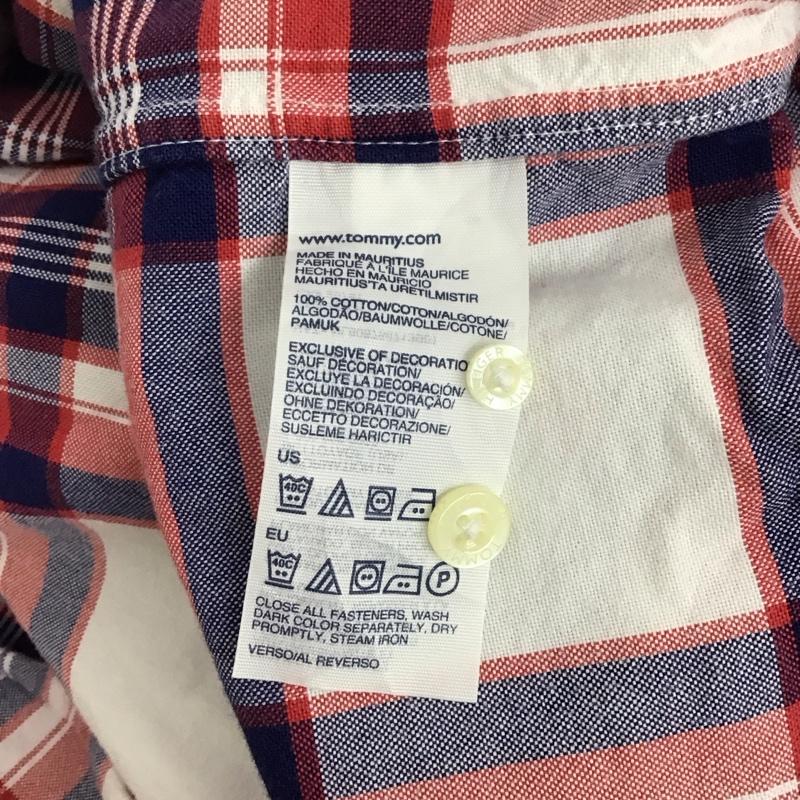 www.tommy.com
MADE IN MAURITIUS
FABRIQUÉ À L'ÎLE MAURICE
HECHO EN MAURICIO
MAURITIUS'TA URETILMISTIR
100% COTTON/COTON/ALGODÓN/
ALGODÃO/BAUMWOLLE/COTONE/
PAMUK
EXCLUSIVE OF DECORATIO
SAUF DÉCORATION/
EXCLUYE LA DECORACIÓN/
EXCLUINDO DECORAÇÃO/
OHNE DEKORATION/
ECCETTO DECORAZIONE/
SUSLEME HARICTIR
US
40C
EU
40C P
CLOSE ALL FASTENERS, WASH
DARK COLOR SEPARATELY, DRY
PROMPTLY, STEAM IRON
VERSO/AL REVERSO